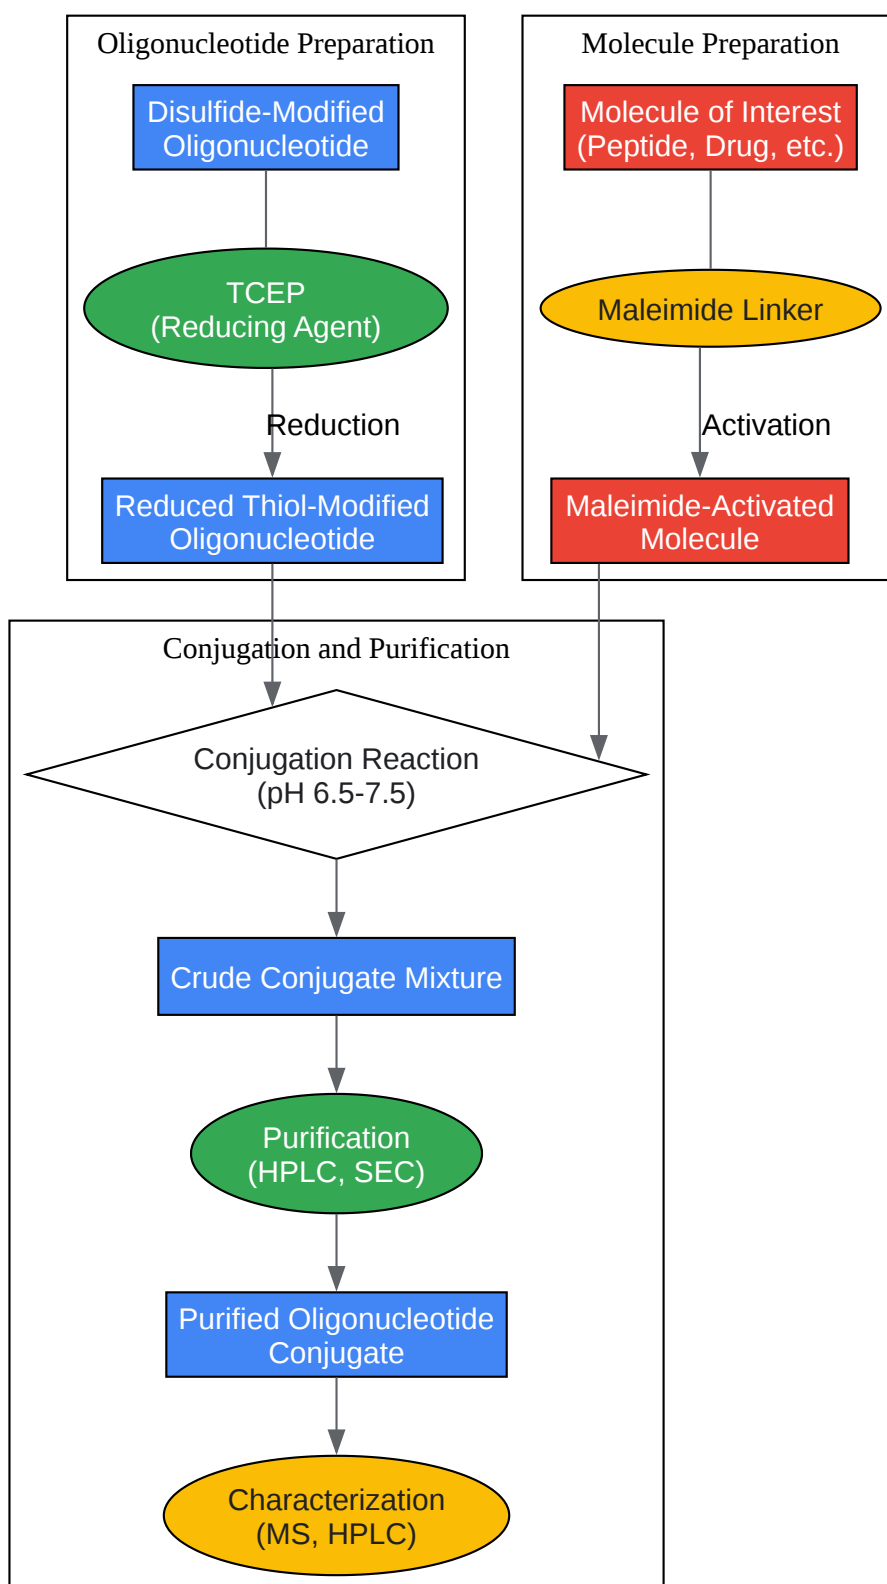 Oligonucleotide Preparation
Disulfide-Modified
Oligonucleotide
TCEP
(Reducing Agent)
Reduction
Reduced Thiol-Modified
Oligonucleotide
Molecule Preparation
Molecule of Interest
(Peptide, Drug, etc.)
Maleimide Linker
Activation
Maleimide-Activated
Molecule
Conjugation and Purification
Conjugation Reaction
(pH 6.5-7.5)
Crude Conjugate Mixture
Purification
(HPLC, SEC)
Purified Oligonucleotide
Conjugate
Characterization
(MS, HPLC)